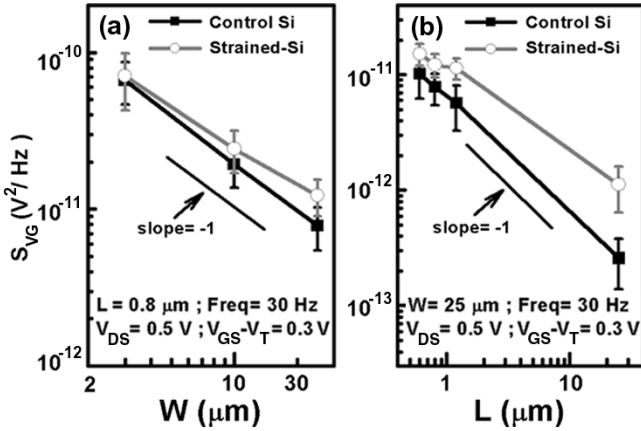 (a)
Control Si
Strained-Si
10^-10
10^-11
10^-12
S_VG (V^2/ Hz)
slope= -1
L = 0.8 μm ; Freq= 30 Hz
V_DS= 0.5 V ; V_GS-V_T= 0.3 V
2 10 30
W (μm)
(b)
Control Si
Strained-Si
10^-11
10^-12
10^-13
slope= -1
W= 25 μm ; Freq= 30 Hz
V_DS= 0.5 V ; V_GS-V_T= 0.3 V
1 10
L (μm)